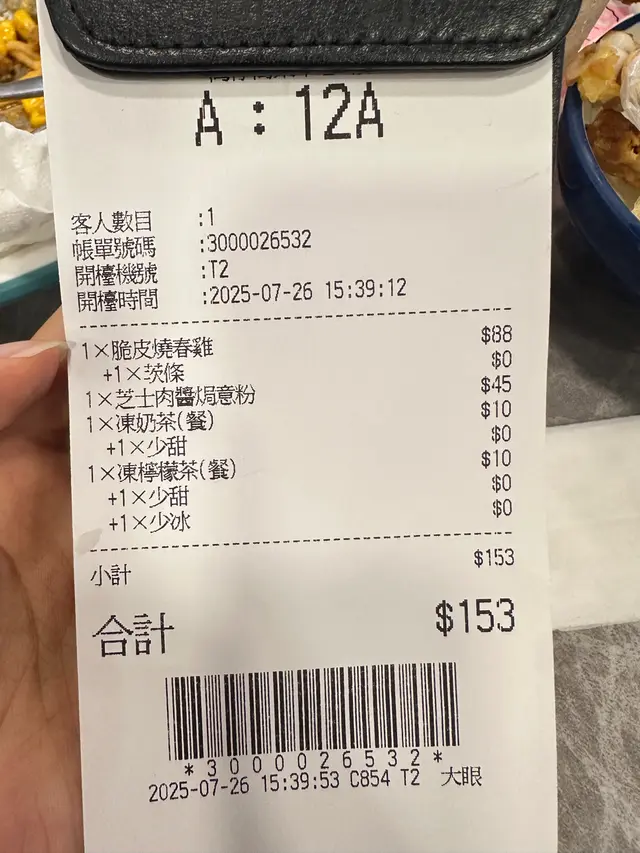 A : 12A
客人數目 :1
帳單號碼 :3000026532
開檯機號 :T2
開檯時間 :2025-07-26 15:39:12
1×脆皮燒春雞 $88
+1×茨條 $0
1×芝士肉醬焗意粉 $45
1×凍奶茶(餐) $10
+1×少甜 $0
1×凍檸檬茶(餐) $10
+1×少甜 $0
+1×少冰 $0
小計 $153
合計 $153
*3000026532*
2025-07-26 15:39:53 C854 T2 大眼